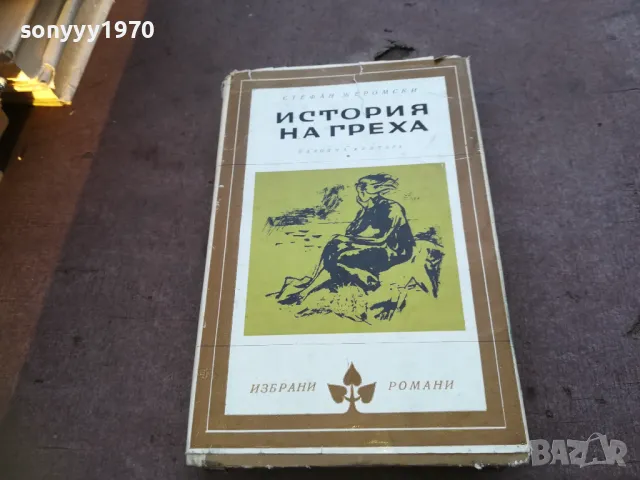 sonyyy1970
СТЕФАН ЖЕРОМСКИ
ИСТОРИЯ
НА ГРЕХА
ИЗБРАНИ РОМАНИ
BAZAR